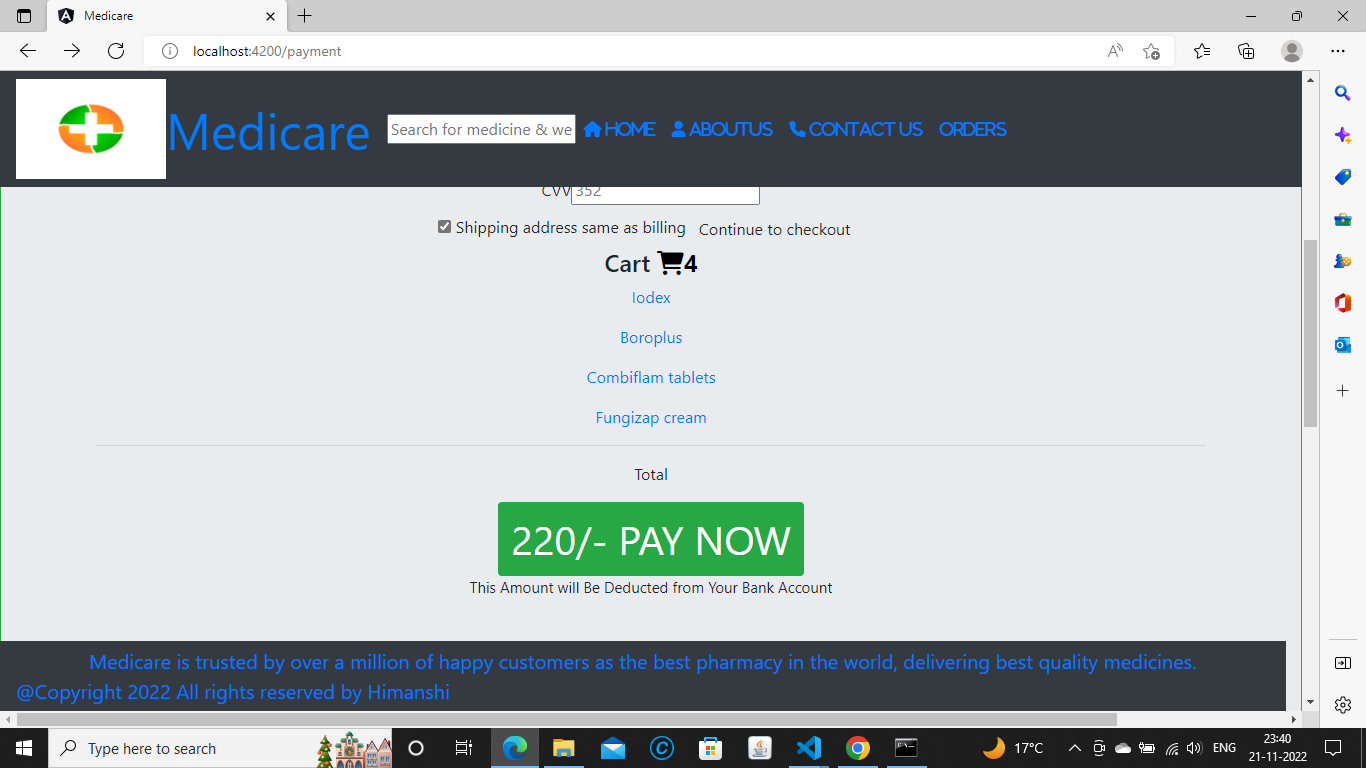 Medicare
localhost:4200/payment
Medicare
Search for medicine & we
HOME ABOUTUS CONTACT US ORDERS
CVV 352
Shipping address same as billing Continue to checkout
Cart 4
Iodex
Boroplus
Combiflam tablets
Fungizap cream
Total
220/- PAY NOW
This Amount will Be Deducted from Your Bank Account
Medicare is trusted by over a million of happy customers as the best pharmacy in the world, delivering best quality medicines.
@Copyright 2022 All rights reserved by Himanshi
Type here to search
17°C
ENG
23:40
21-11-2022